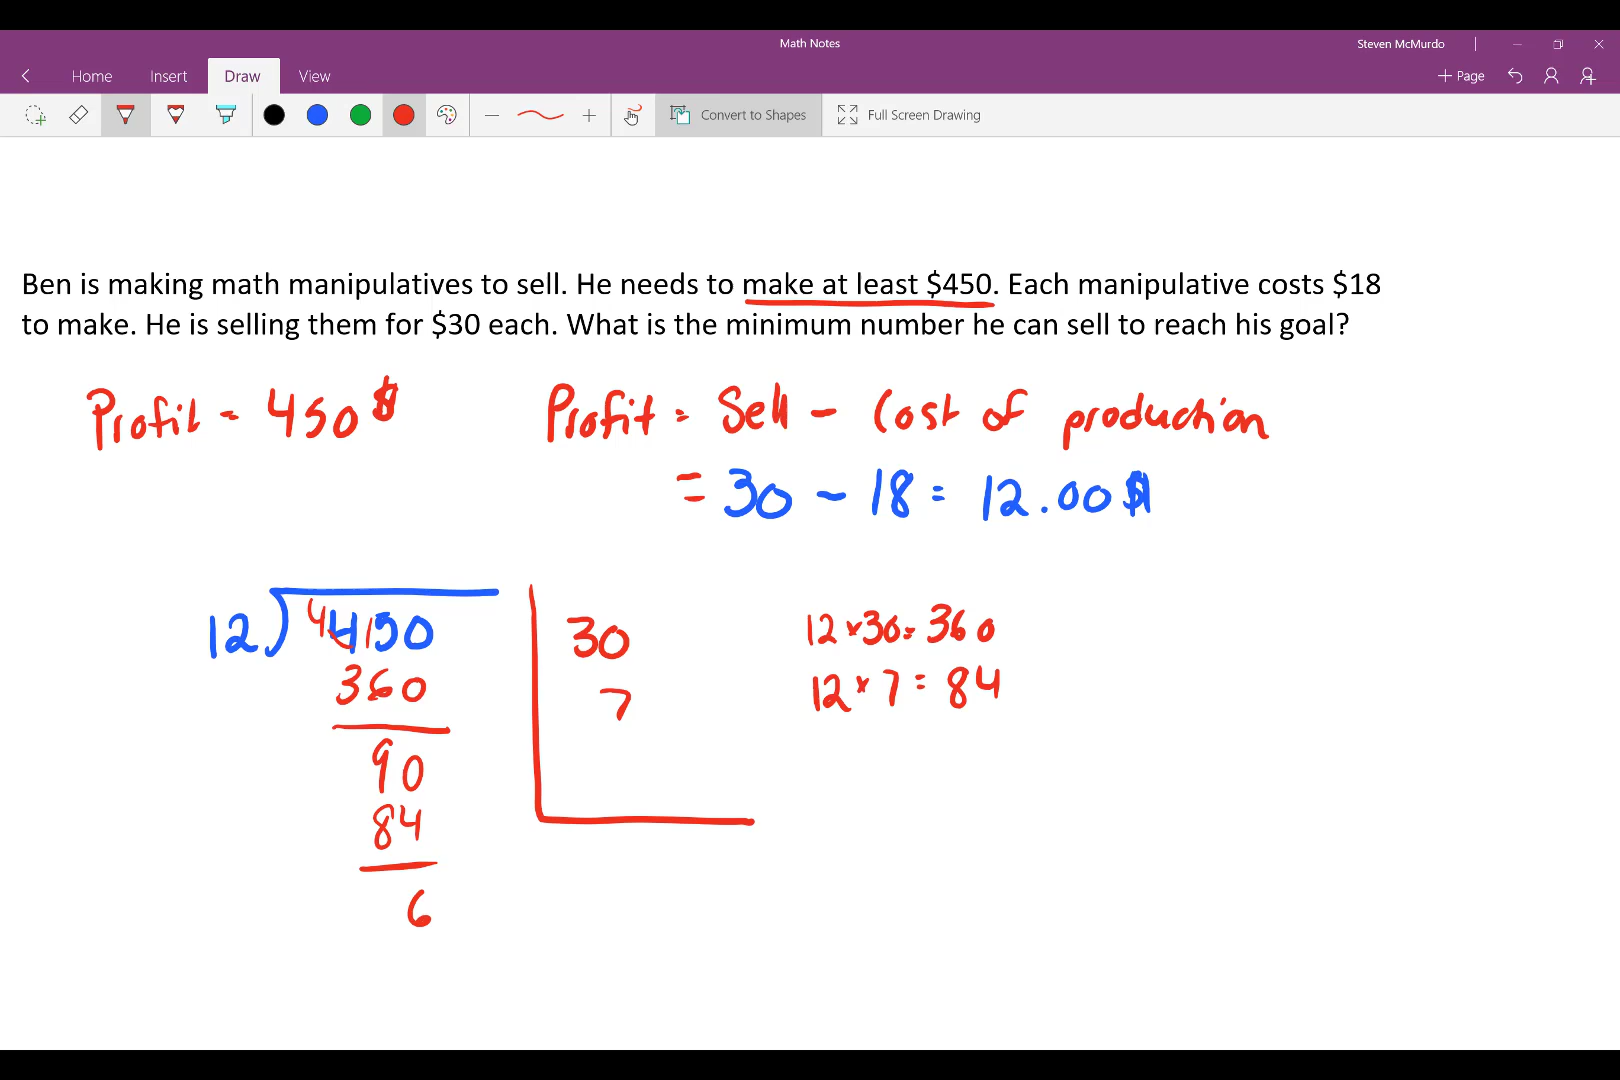 Math Notes
Steven McMurdo
Home Insert Draw View
+ Page
Convert to Shapes
Full Screen Drawing
Ben is making math manipulatives to sell. He needs to make at least $450. Each manipulative costs $18
to make. He is selling them for $30 each. What is the minimum number he can sell to reach his goal?
Profit = 450$
Profit = Sell - Cost of production
= 30 - 18 = 12.00$
12 450
4 1
360
90
84
6
30
7
12 × 30 = 360
12 × 7 = 84